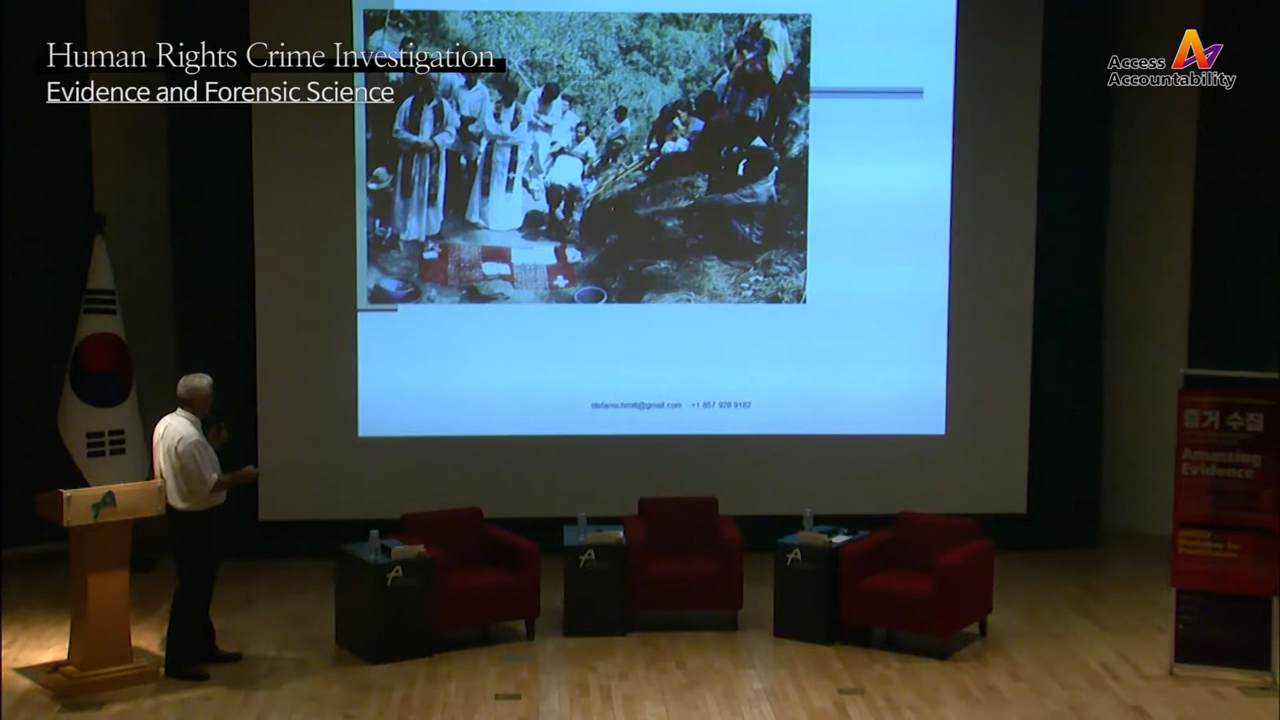 Human Rights Crime Investigation
Evidence and Forensic Science
Access
Accountability
stefanschmitt@gmail.com - +1 857 928 9182
증거 수집
Amassing
Evidence